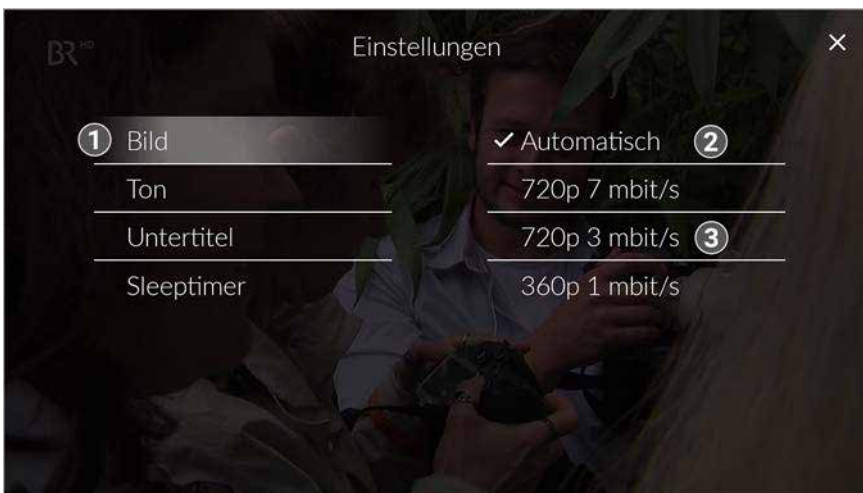 BR HD
Einstellungen
×
1 Bild
✓ Automatisch 2
Ton
720p 7 mbit/s
Untertitel
720p 3 mbit/s 3
Sleeptimer
360p 1 mbit/s